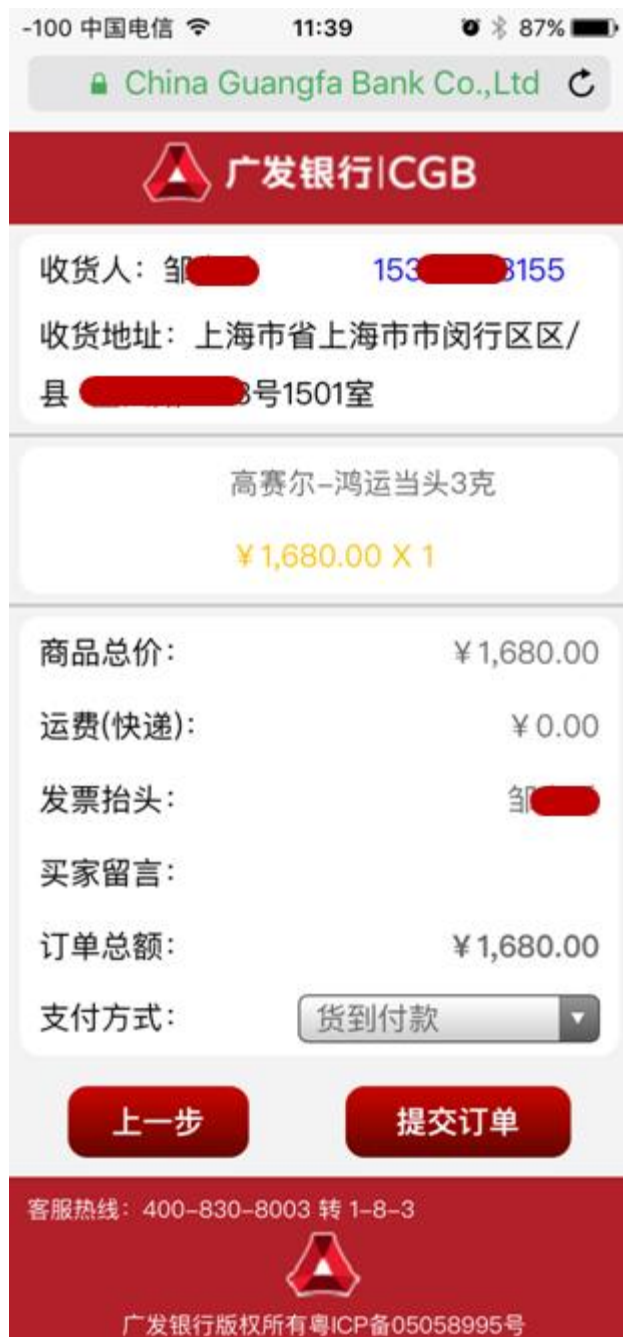 -100 中国电信 11:39 87%
China Guangfa Bank Co.,Ltd
广发银行|CGB
收货人：邹 153 3155
收货地址：上海市省上海市市闵行区区/
县 号1501室
高赛尔-鸿运当头3克
¥1,680.00 X 1
商品总价： ¥1,680.00
运费(快递)： ¥0.00
发票抬头： 邹
买家留言：
订单总额： ¥1,680.00
支付方式： 货到付款
上一步 提交订单
客服热线：400-830-8003 转 1-8-3
广发银行版权所有粤ICP备05058995号